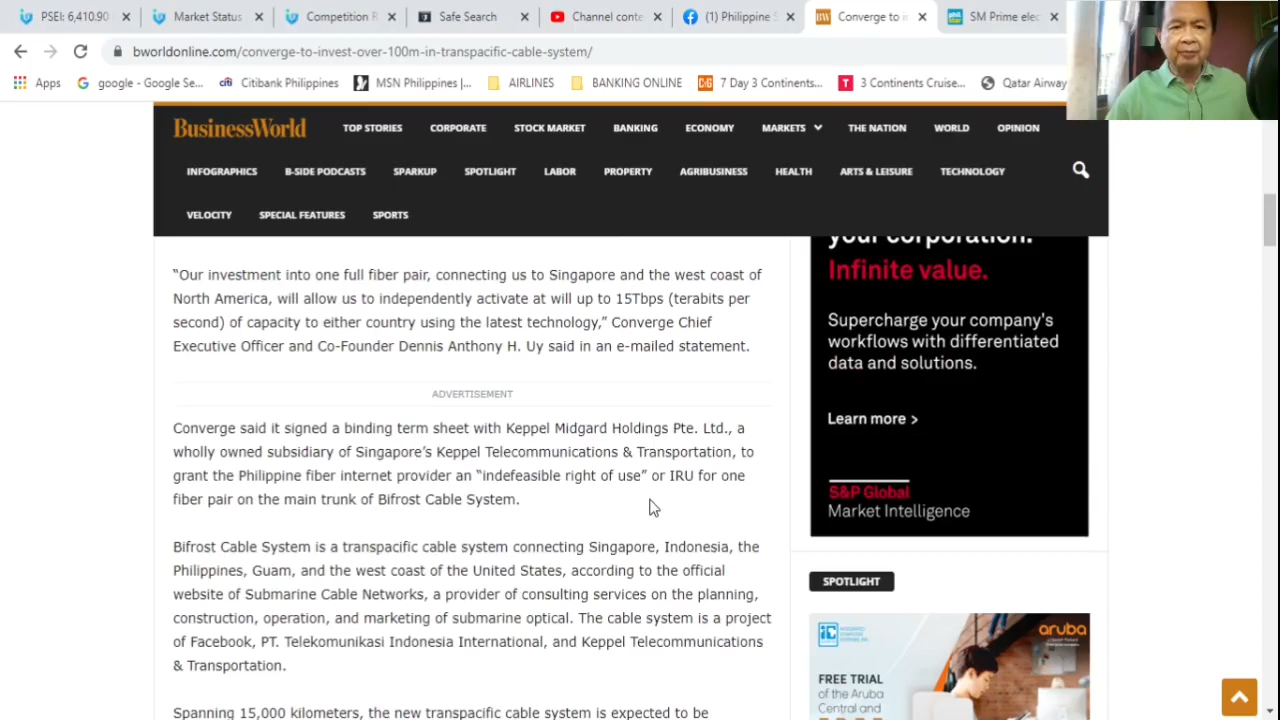 PSEI: 6,410.90
Market Status
Competition R
Safe Search
Channel conte
(1) Philippine S
Converge to i
SM Prime elec
bworldonline.com/converge-to-invest-over-100m-in-transpacific-cable-system/
Apps
google - Google Se...
Citibank Philippines
MSN Philippines |...
AIRLINES
BANKING ONLINE
7 Day 3 Continents...
3 Continents Cruise...
Qatar Airway
BusinessWorld
TOP STORIES
CORPORATE
STOCK MARKET
BANKING
ECONOMY
MARKETS
THE NATION
WORLD
OPINION
INFOGRAPHICS
B-SIDE PODCASTS
SPARKUP
SPOTLIGHT
LABOR
PROPERTY
AGRIBUSINESS
HEALTH
ARTS & LEISURE
TECHNOLOGY
VELOCITY
SPECIAL FEATURES
SPORTS
“Our investment into one full fiber pair, connecting us to Singapore and the west coast of
North America, will allow us to independently activate at will up to 15Tbps (terabits per
second) of capacity to either country using the latest technology,” Converge Chief
Executive Officer and Co-Founder Dennis Anthony H. Uy said in an e-mailed statement.
ADVERTISEMENT
Converge said it signed a binding term sheet with Keppel Midgard Holdings Pte. Ltd., a
wholly owned subsidiary of Singapore’s Keppel Telecommunications & Transportation, to
grant the Philippine fiber internet provider an “indefeasible right of use” or IRU for one
fiber pair on the main trunk of Bifrost Cable System.
Bifrost Cable System is a transpacific cable system connecting Singapore, Indonesia, the
Philippines, Guam, and the west coast of the United States, according to the official
website of Submarine Cable Networks, a provider of consulting services on the planning,
construction, operation, and marketing of submarine optical. The cable system is a project
of Facebook, PT. Telekomunikasi Indonesia International, and Keppel Telecommunications
& Transportation.
Spanning 15,000 kilometers, the new transpacific cable system is expected to be
your corporation.
Infinite value.
Supercharge your company's
workflows with differentiated
data and solutions.
Learn more >
S&P Global
Market Intelligence
SPOTLIGHT
aruba
FREE TRIAL
of the Aruba
Central and